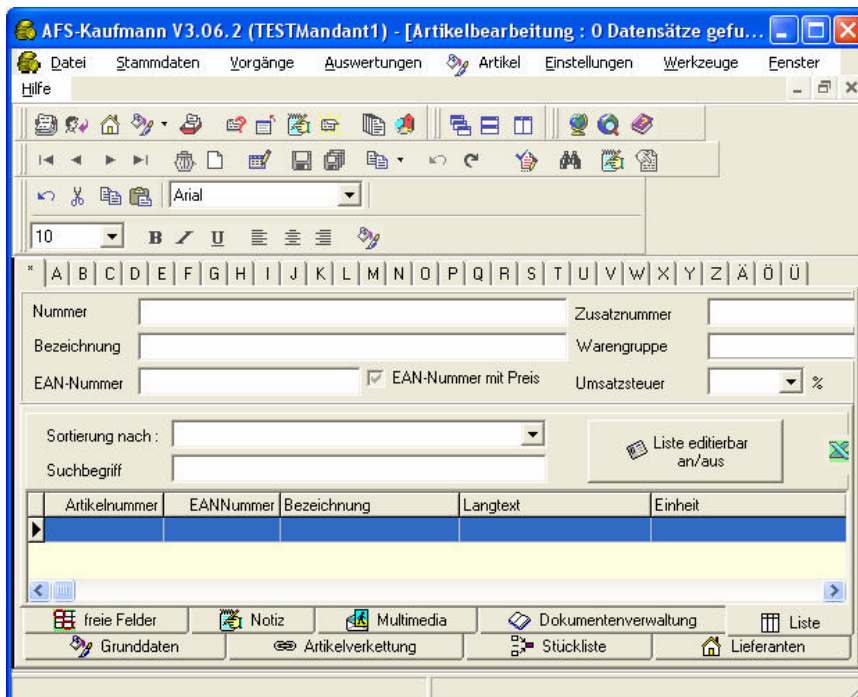 AFS-Kaufmann V3.06.2 (TESTMandant1) - [Artikelbearbeitung : 0 Datensätze gefu...
Datei Stammdaten Vorgänge Auswertungen Artikel Einstellungen Werkzeuge Fenster
Hilfe
Arial
10 B I U
* A B C D E F G H I J K L M N O P Q R S T U V W X Y Z Ä Ö Ü
Nummer Zusatznummer
Bezeichnung Warengruppe
EAN-Nummer EAN-Nummer mit Preis Umsatzsteuer %
Sortierung nach : Liste editierbar
an/aus
Suchbegriff
Artikelnummer EANNummer Bezeichnung Langtext Einheit
freie Felder Notiz Multimedia Dokumentenverwaltung Liste
Grunddaten Artikelverkettung Stückliste Lieferanten